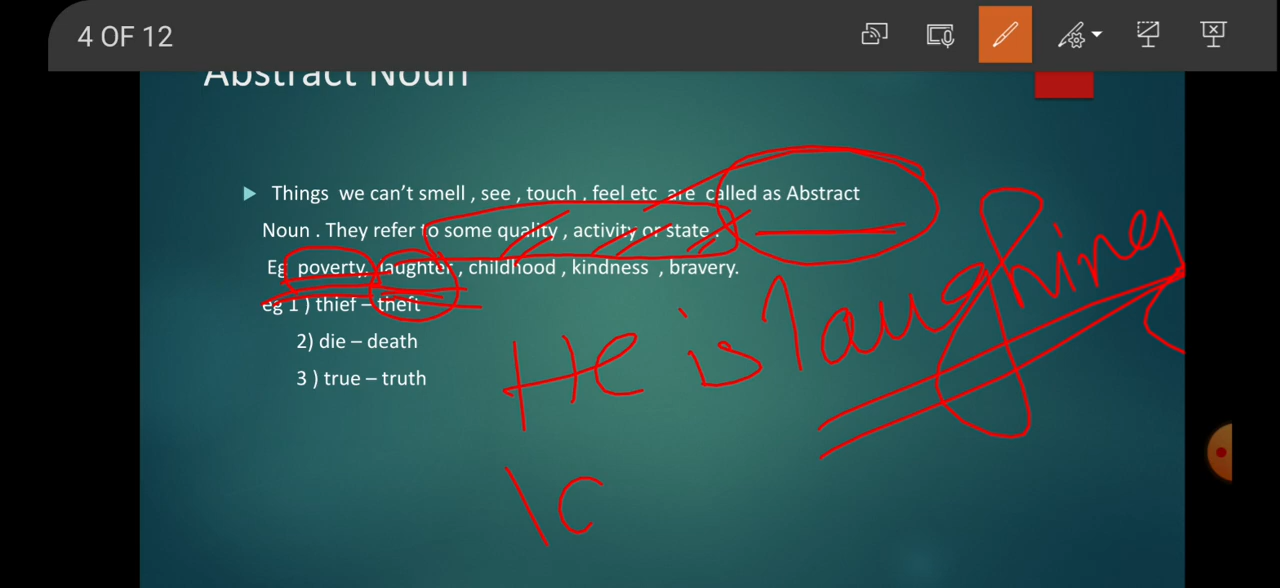 4 OF 12
Abstract Noun
Things we can't smell , see , touch , feel etc are called as Abstract
Noun . They refer to some quality , activity or state .
Eg poverty, laughter , childhood , kindness , bravery.
eg 1 ) thief – theft
2) die – death
3 ) true – truth
He is laughing